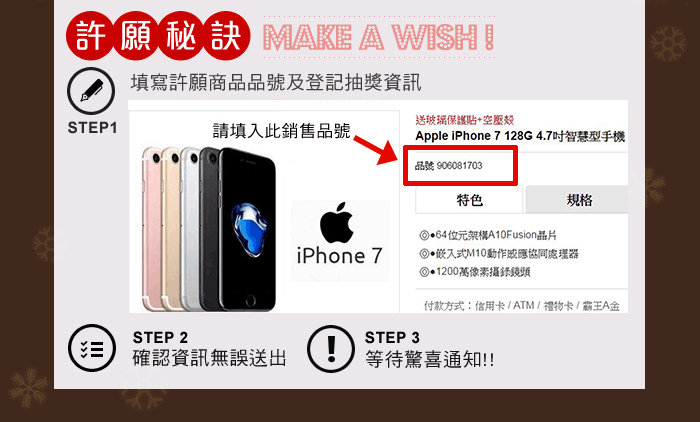 許願秘訣 MAKE A WISH!
填寫許願商品品號及登記抽獎資訊
STEP1
請填入此銷售品號
送玻璃保護貼+空壓殼
Apple iPhone 7 128G 4.7吋智慧型手機
品號 906081703
特色 規格
◎●64位元架構A10Fusion晶片
◎●嵌入式M10動作感應協同處理器
◎●1200萬像素攝錄鏡頭
iPhone 7
付款方式：信用卡 / ATM / 禮物卡 / 霸王A金
STEP 2
確認資訊無誤送出
STEP 3
等待驚喜通知!!